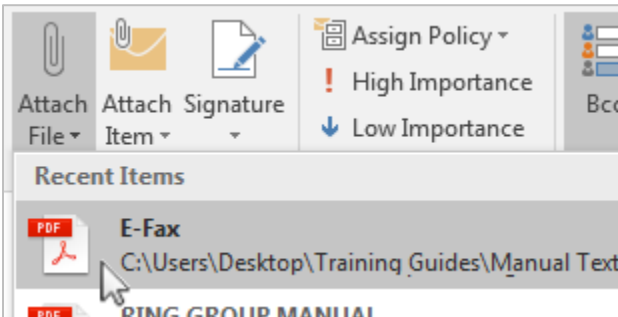 Attach File
Attach Item
Signature
Assign Policy
High Importance
Low Importance
Recent Items
PDF
E-Fax
C:\Users\Desktop\Training Guides\Manual Text
PDF
RING GROUP MANUAL